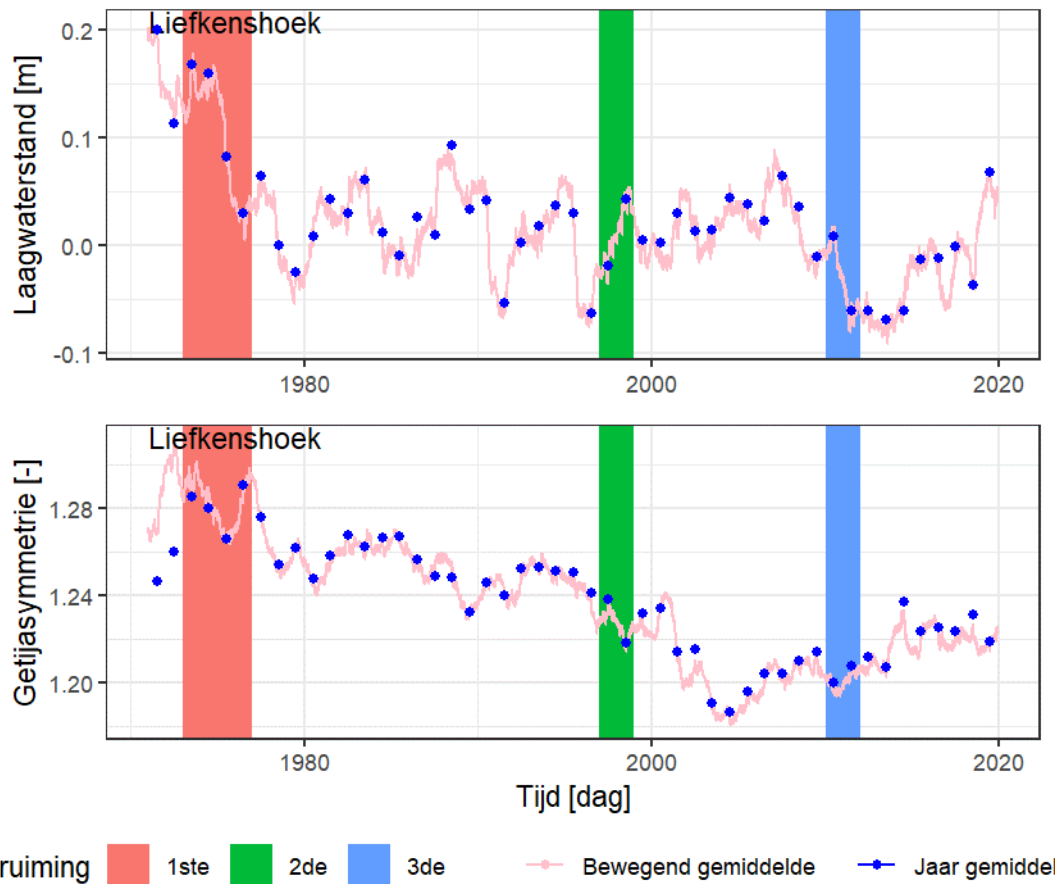 Liefkenshoek
Laagwaterstand [m]
0.2
0.1
0.0
-0.1
1980
2000
2020
Liefkenshoek
Getijasymmetrie [-]
1.28
1.24
1.20
1980
2000
2020
Tijd [dag]
ruiming 1ste 2de 3de Bewegend gemiddelde Jaar gemiddel